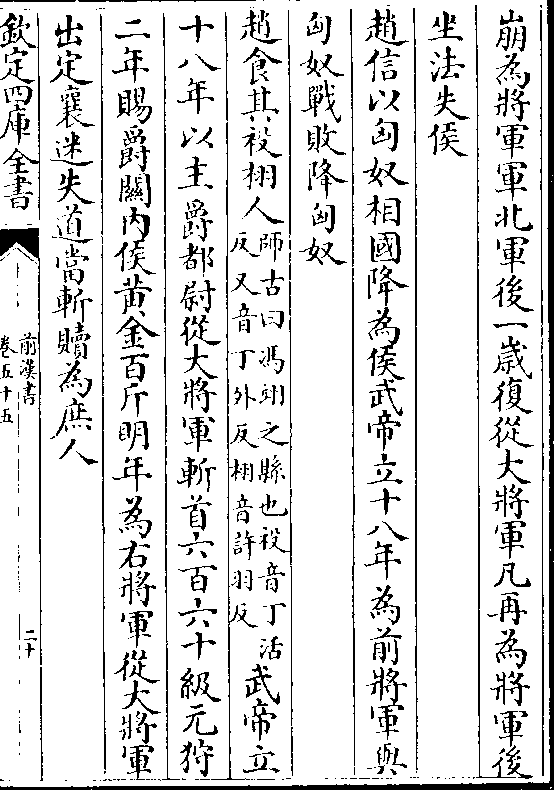 崩為將軍軍北軍後一歲復從大將軍凡再為將軍後
坐法失侯
趙信以匈奴相國降為侯武帝立十八年為前將軍與
匈奴戰敗降匈奴
趙食其祋栩人師古曰馮翊之縣也祋音丁活反又音丁外反栩音許羽反武帝立
十八年以主爵都尉從大將軍斬首六百六十級元狩
二年賜爵關內侯黃金百斤明年為右將軍從大將軍
出定襄迷失道當斬贖為庶人
欽定四庫全書
前漢書
卷五十五
二十